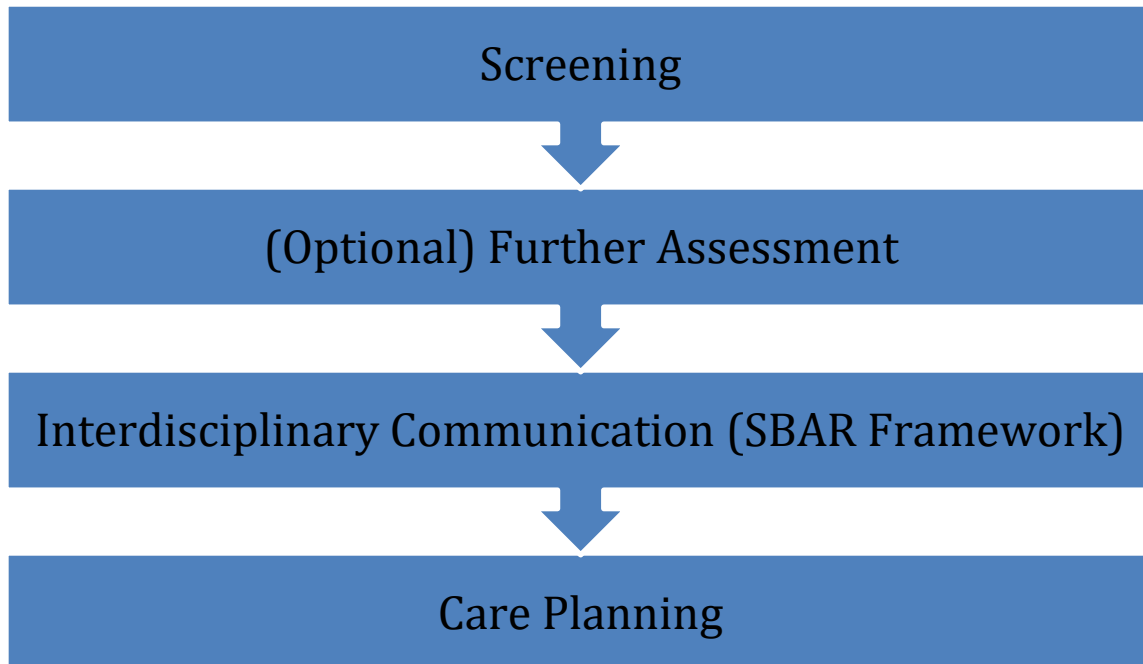 Screening
(Optional) Further Assessment
Interdisciplinary Communication (SBAR Framework)
Care Planning